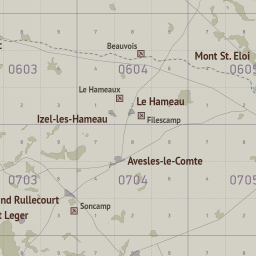 Beauvois
Mont St. Eloi
0603
0604
0605
Le Hameaux
Le Hameau
Izel-les-Hameau
Filescamp
Avesles-le-Comte
0703
0704
0705
nd Rullecourt
t Leger
Soncamp